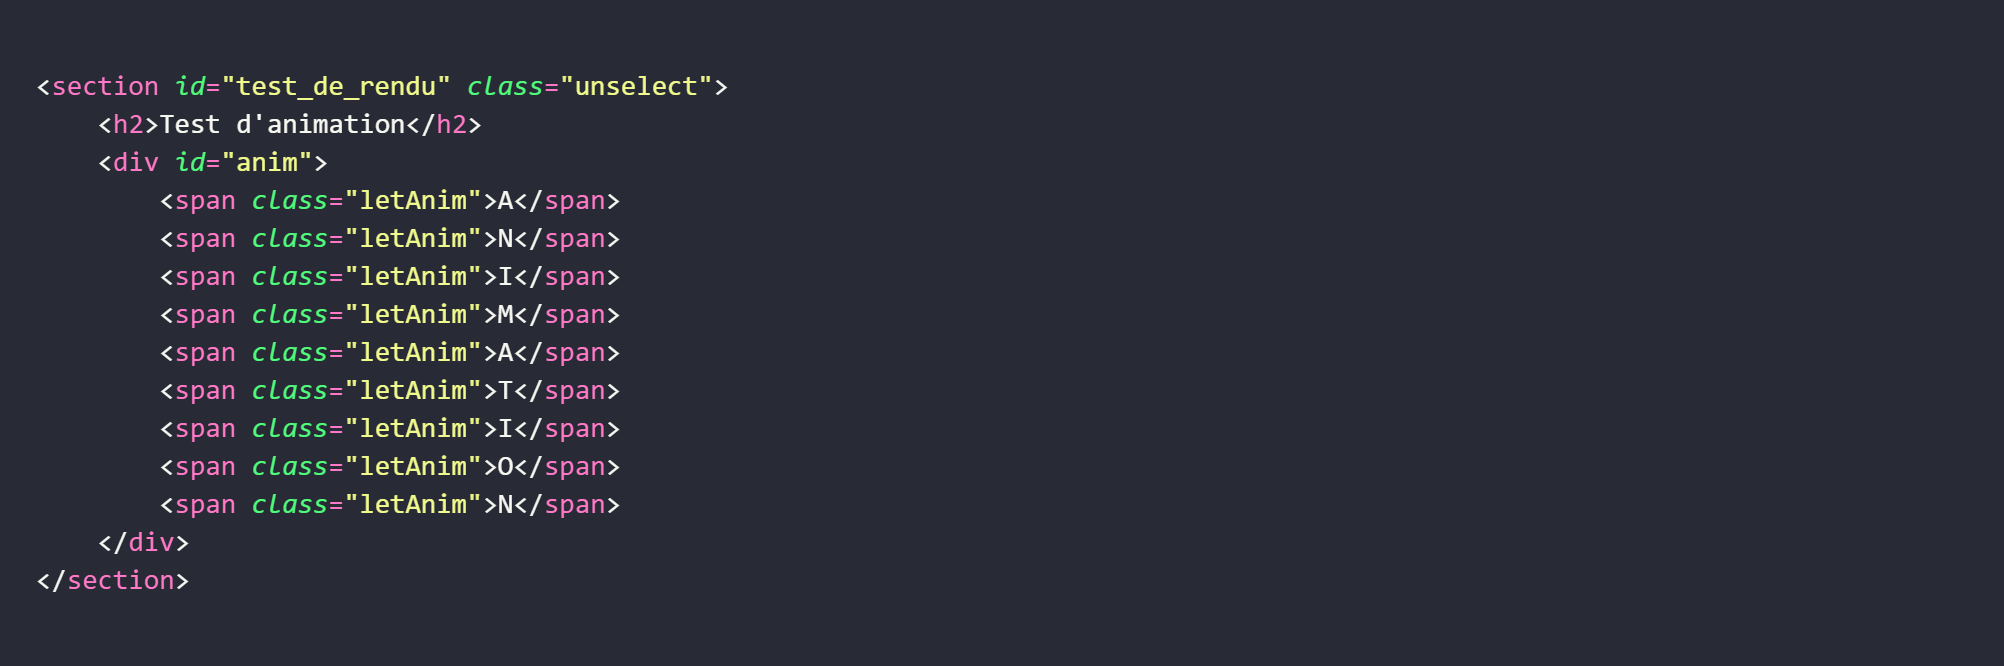 <section id="test_de_rendu" class="unselect">
    <h2>Test d'animation</h2>
    <div id="anim">
        <span class="letAnim">A</span>
        <span class="letAnim">N</span>
        <span class="letAnim">I</span>
        <span class="letAnim">M</span>
        <span class="letAnim">A</span>
        <span class="letAnim">T</span>
        <span class="letAnim">I</span>
        <span class="letAnim">O</span>
        <span class="letAnim">N</span>
    </div>
</section>